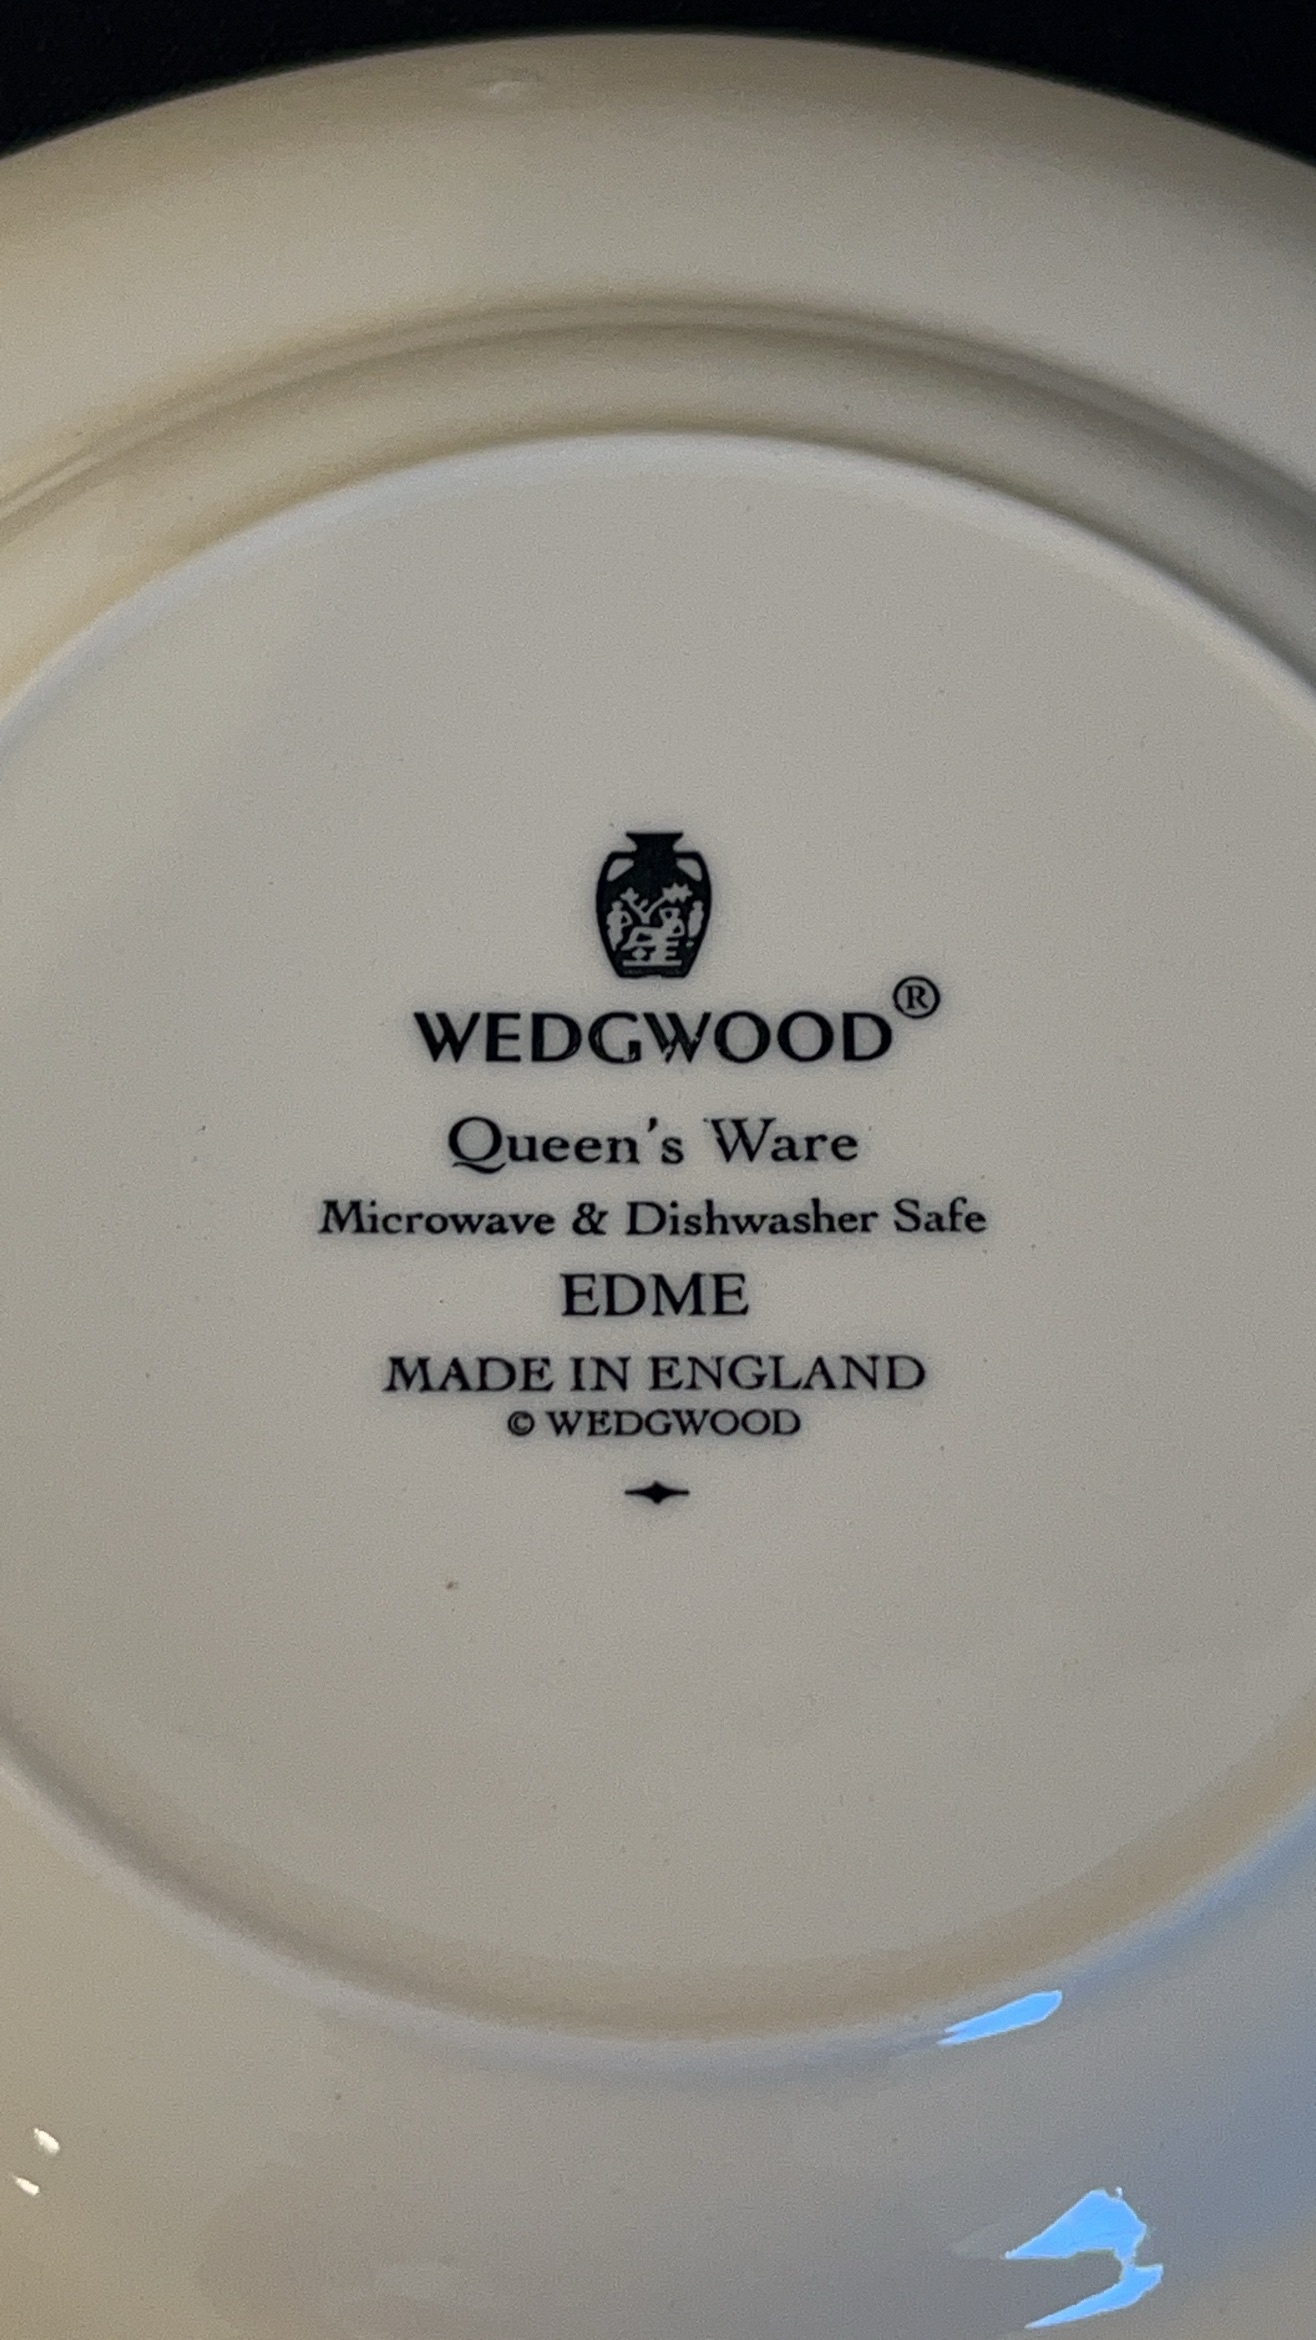 WEDGWOOD®
Queen's Ware
Microwave & Dishwasher Safe
EDME
MADE IN ENGLAND
© WEDGWOOD